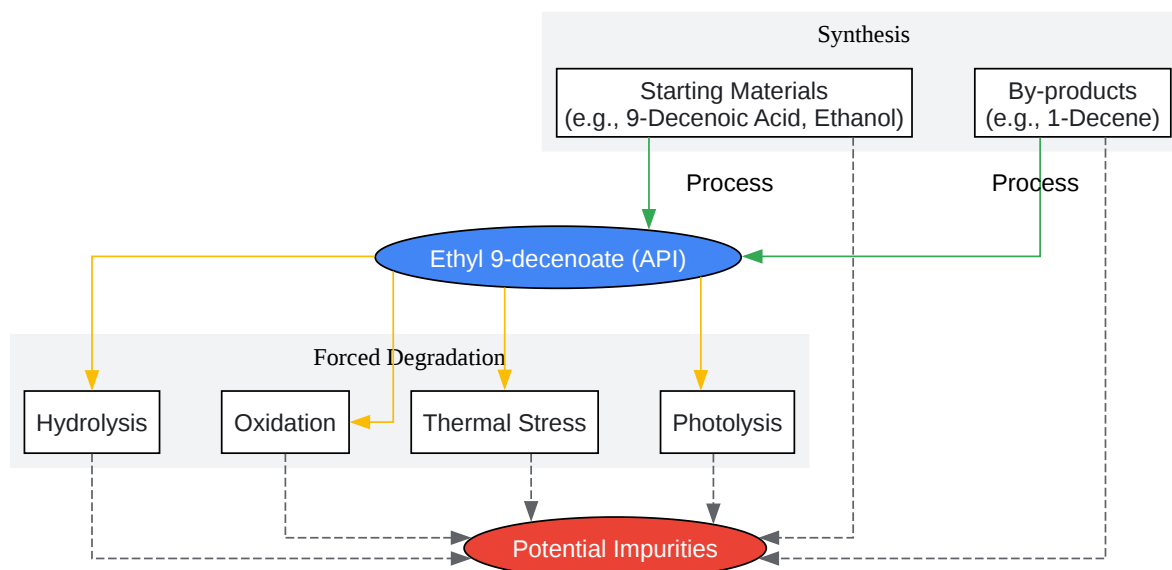 Synthesis
Starting Materials
(e.g., 9-Decenoic Acid, Ethanol)
By-products
(e.g., 1-Decene)
Process
Process
Ethyl 9-decenoate (API)
Forced Degradation
Hydrolysis
Oxidation
Thermal Stress
Photolysis
Potential Impurities